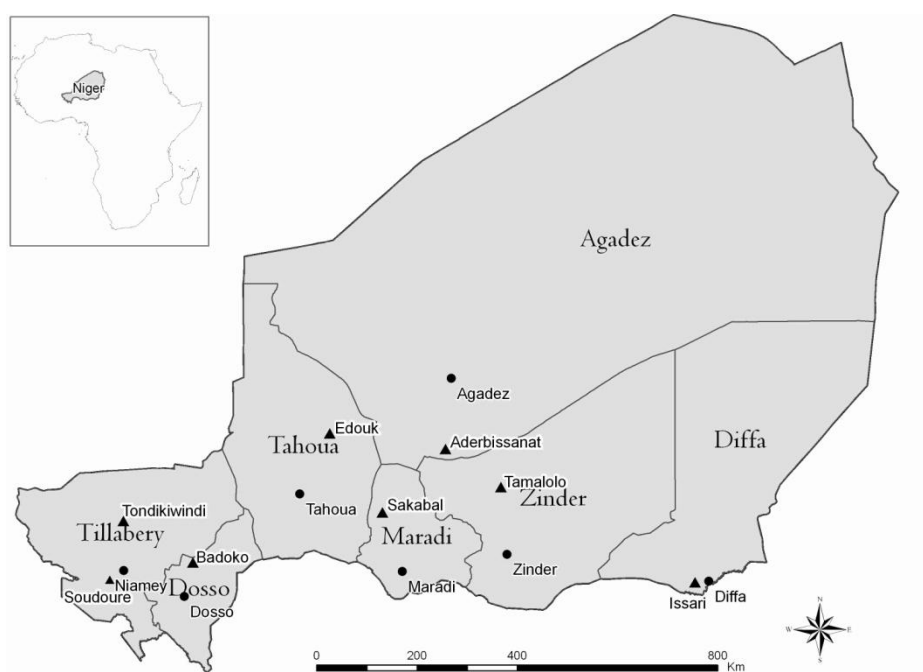 Niger
Agadez
Agadez
Aderbissanat
Edouk
Tahoua
Tahoua
Diffa
Tamalolo
Zinder
Sakabal
Maradi
Tondikiwindi
Tillabery
Badoko
Niamey
Soudoure
Dosso
Dosso
Maradi
Zinder
Issari
Diffa
N
W E
S
0 200 400 800
Km